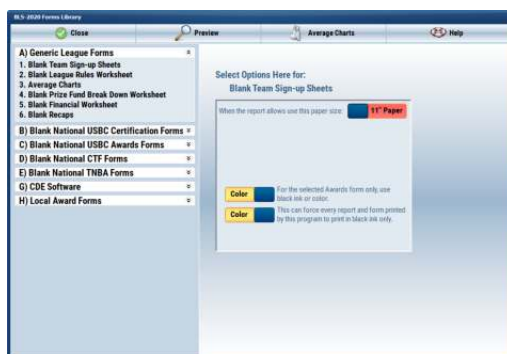 BLS-2020 Forms Library
Close
Preview
Average Charts
Help
A) Generic League Forms
1. Blank Team Sign-up Sheets
2. Blank League Rules Worksheet
3. Average Charts
4. Blank Prize Fund Break Down Worksheet
5. Blank Financial Worksheet
6. Blank Recaps
B) Blank National USBC Certification Forms
C) Blank National USBC Awards Forms
D) Blank National CTF Forms
E) Blank National TNBA Forms
G) CDE Software
H) Local Award Forms
Select Options Here for:
Blank Team Sign-up Sheets
When the report allows use this paper size:
11" Paper
Color
For the selected Awards form only, use
black ink or color.
Color
This can force every report and form printed
by this program to print in black ink only.